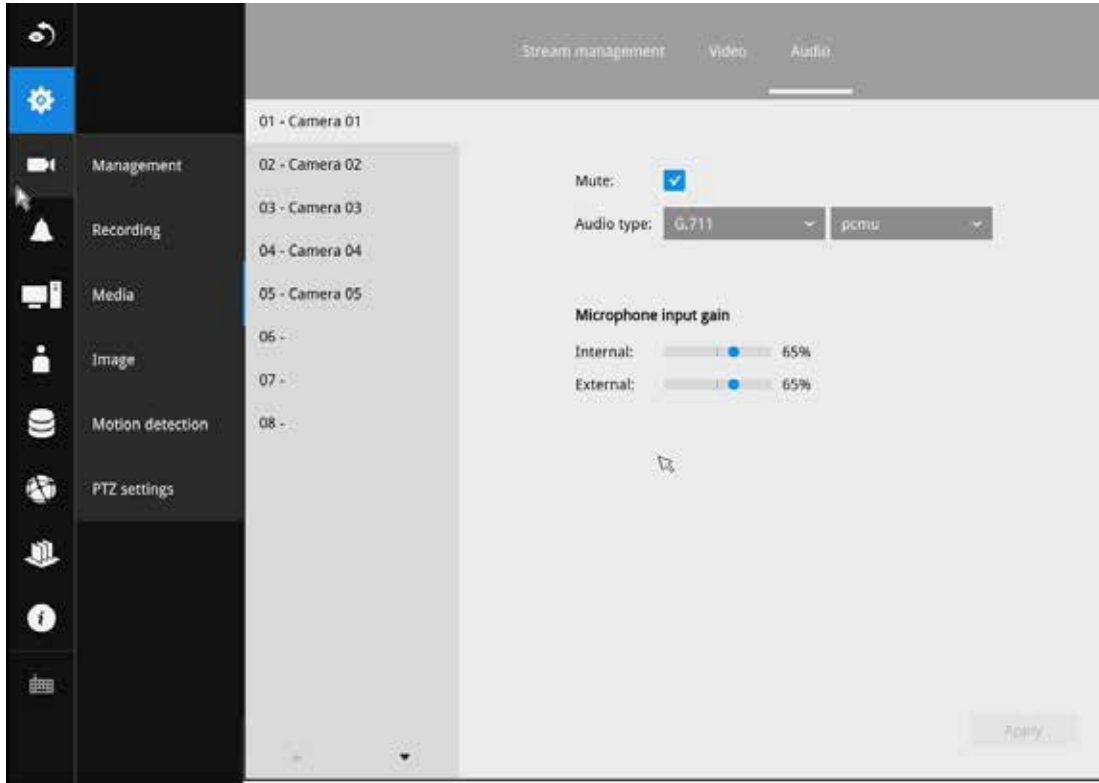 Stream management Video Audio
01 - Camera 01
02 - Camera 02
03 - Camera 03
04 - Camera 04
05 - Camera 05
06 -
07 -
08 -
Management
Recording
Media
Image
Motion detection
PTZ settings
Mute:
Audio type: G.711 pcmu
Microphone input gain
Internal: 65%
External: 65%
Apply